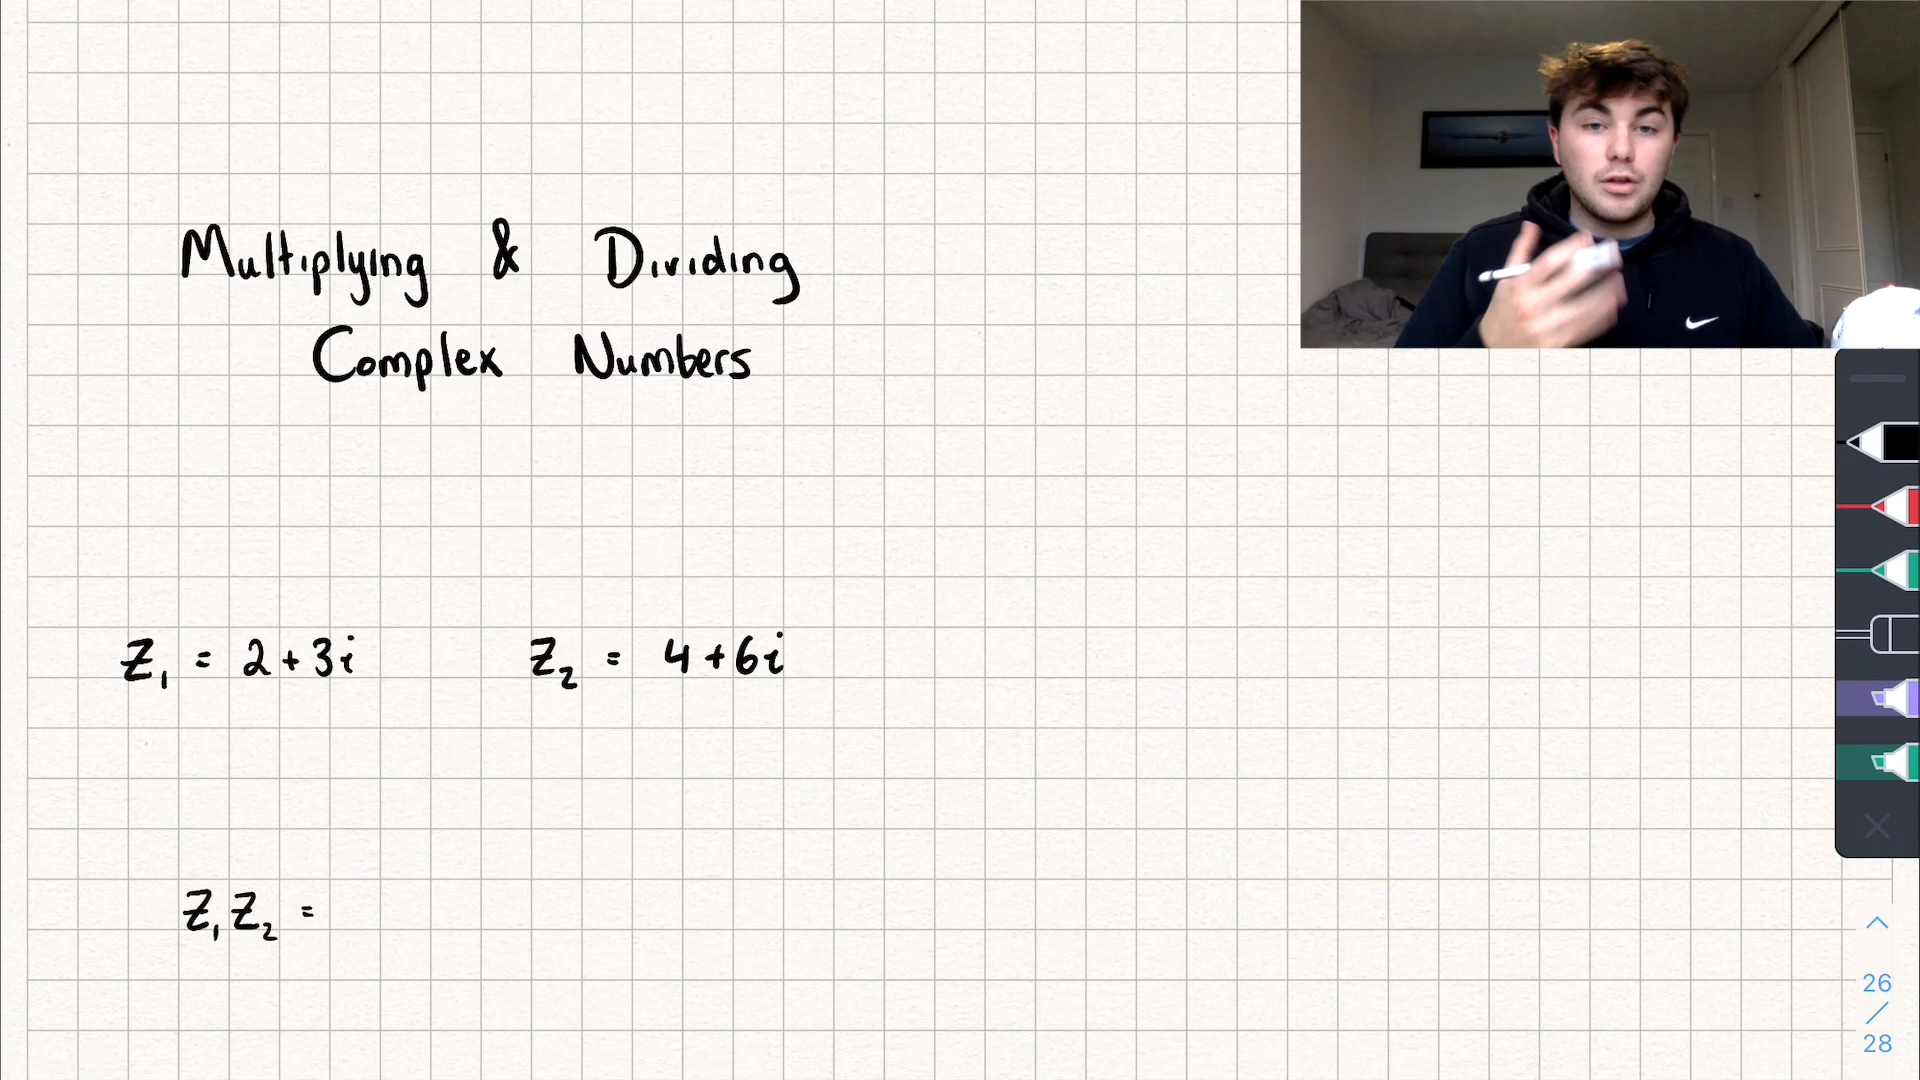 Multiplying & Dividing
Complex Numbers
Z₁ = 2+3i Z₂ = 4+6i
Z₁Z₂ =
26
/
28